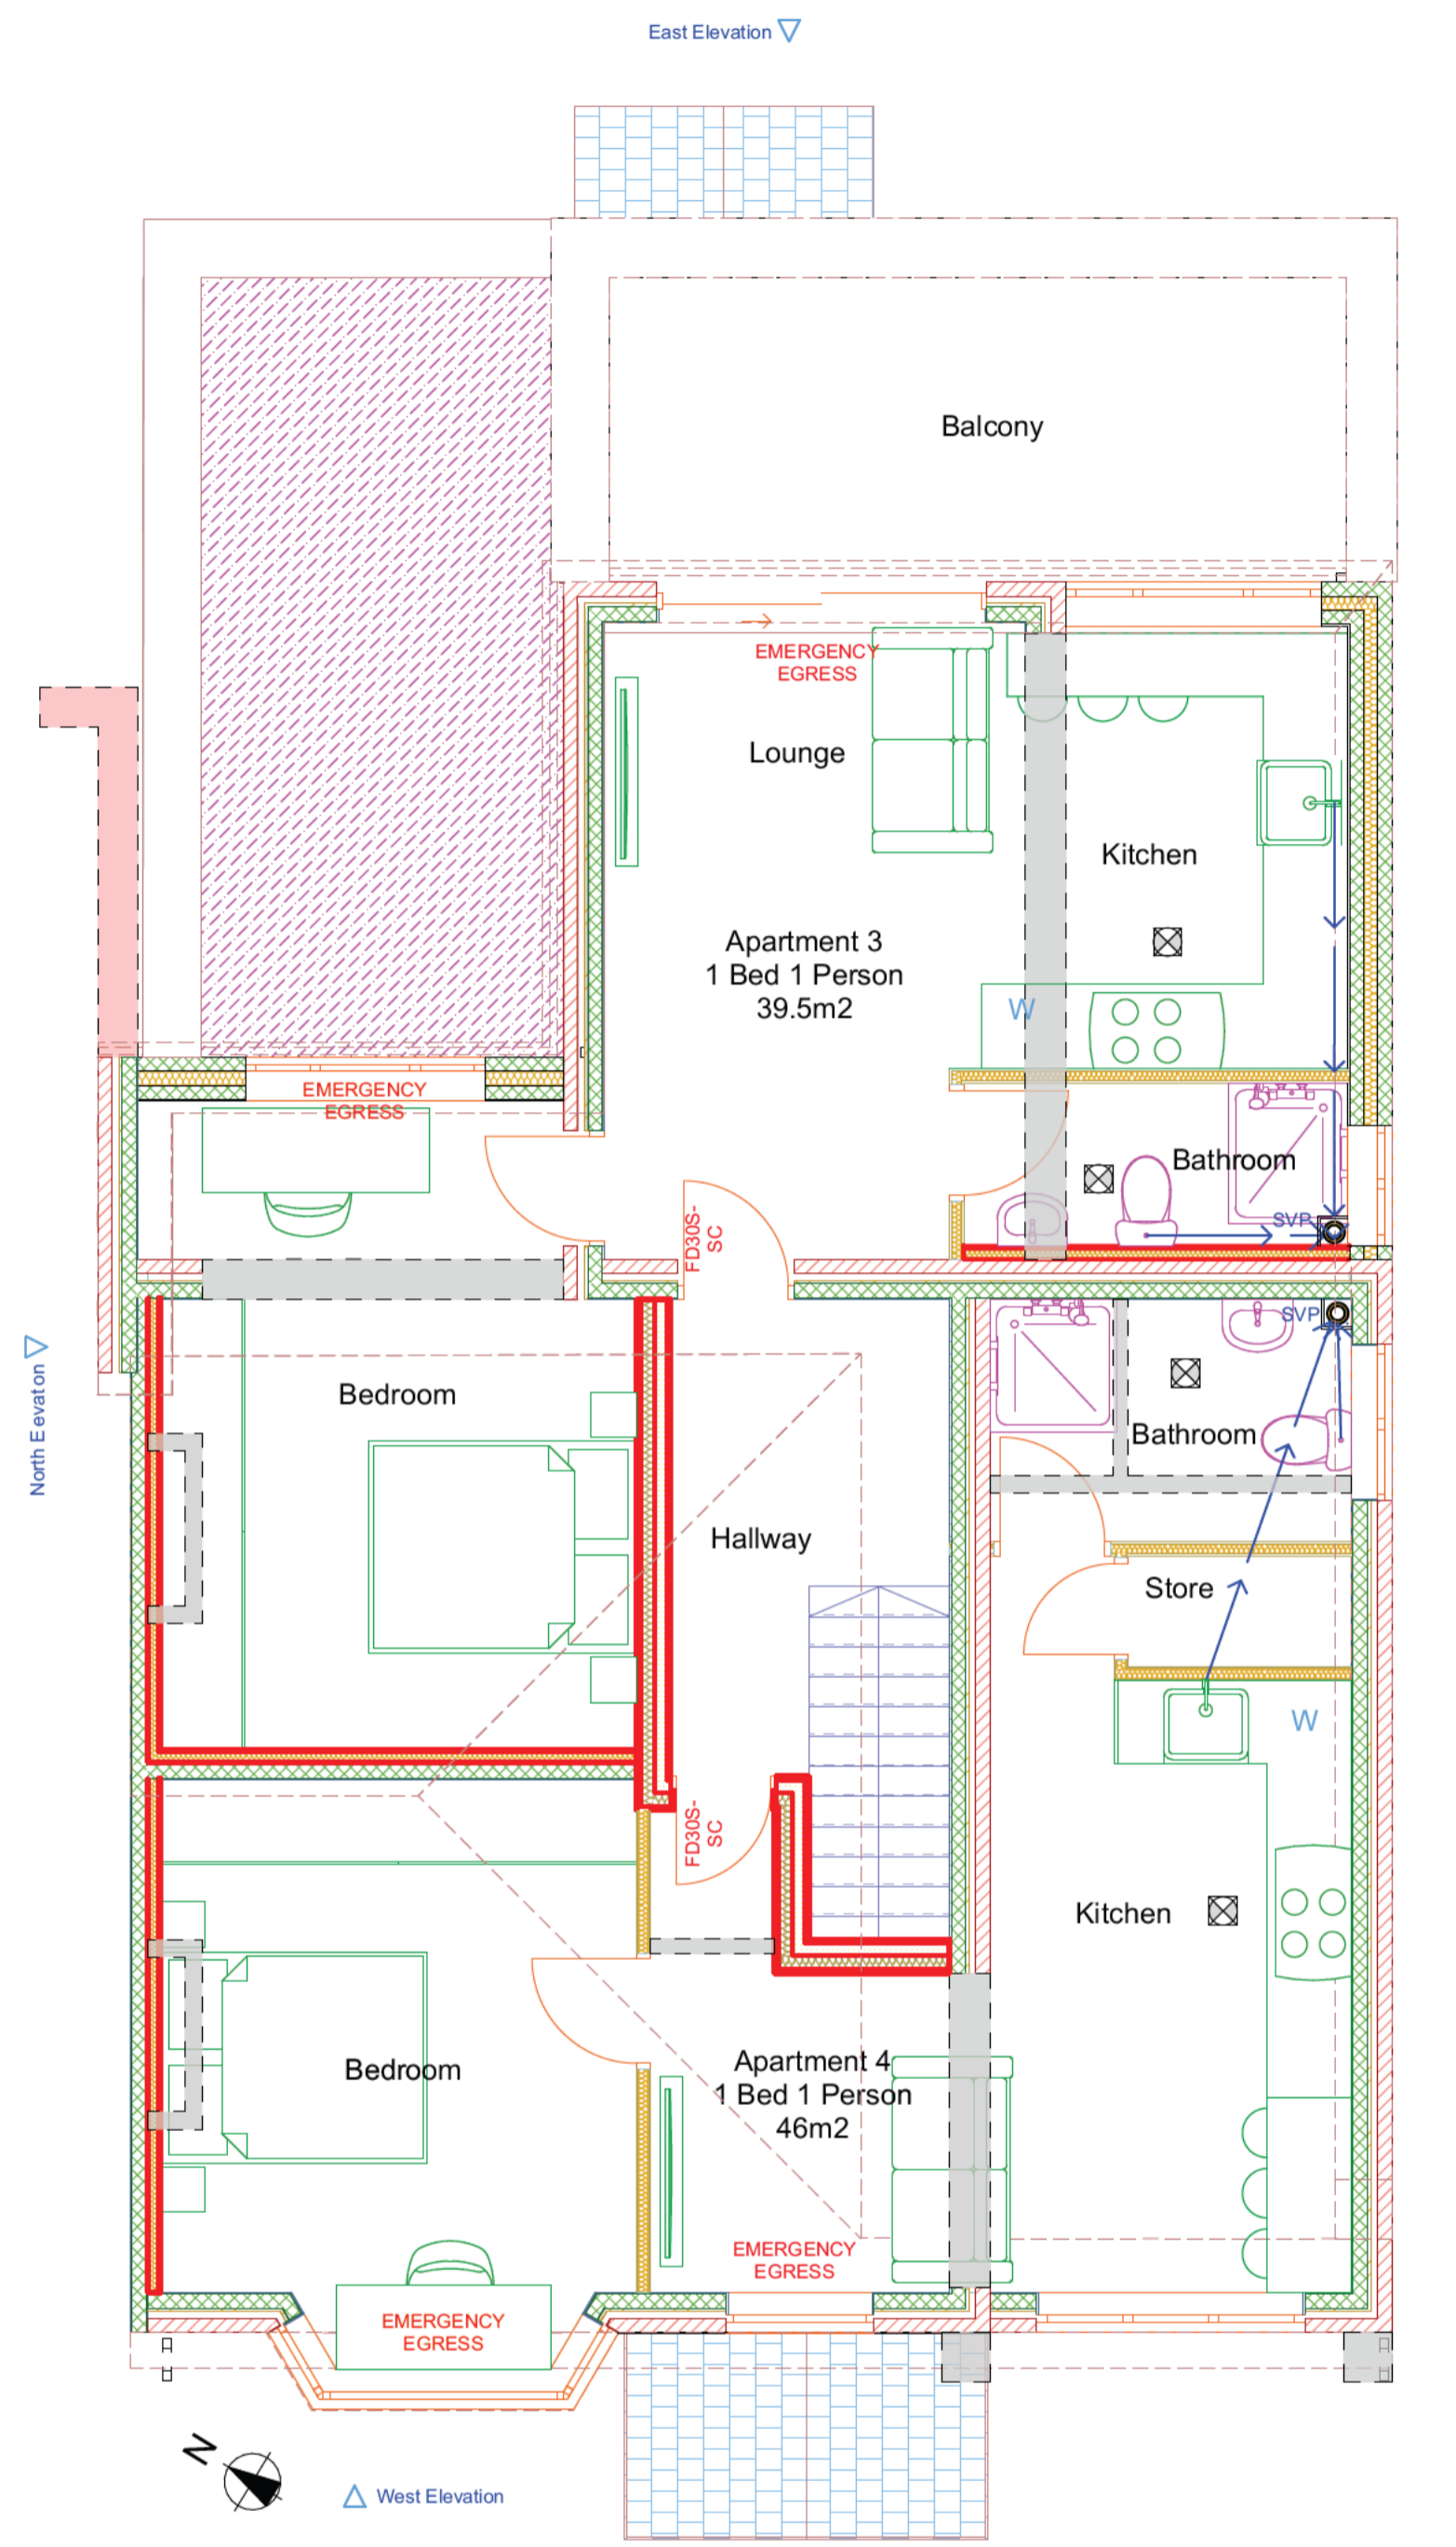 East Elevation
Balcony
EMERGENCY
EGRESS
Lounge
Kitchen
Apartment 3
1 Bed 1 Person
39.5m2
W
EMERGENCY
EGRESS
Bathroom
SVP
FD30S-
SC
SVP
Bedroom
Bathroom
North E evat on
Hallway
Store
W
FD30S-
SC
Kitchen
Apartment 4
1 Bed 1 Person
46m2
Bedroom
EMERGENCY
EGRESS
EMERGENCY
EGRESS
N
West Elevation